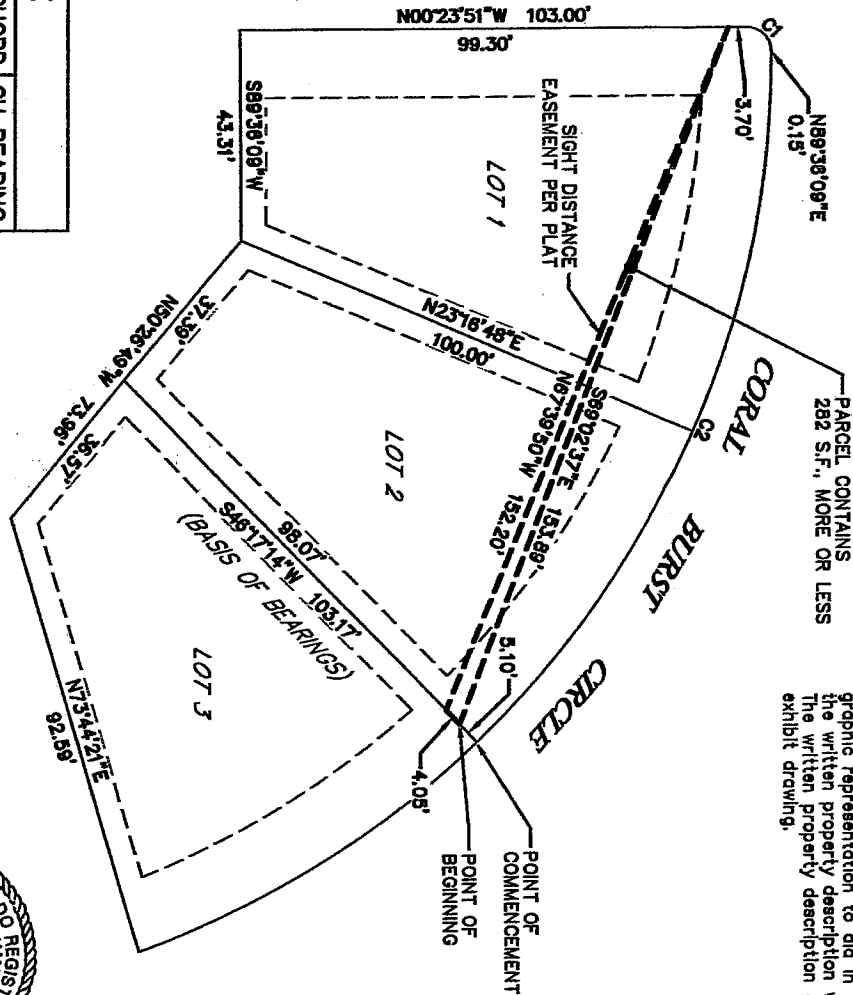 N00°23'51"W 103.00'
99.30'
C1
3.70'
N89°36'09"E
0.15'
S89°36'09"W
43.31'
SIGHT DISTANCE
EASEMENT PER PLAT
LOT 1
PARCEL CONTAINS
282 S.F., MORE OR LESS
graphic representation to aid in
the written property description
The written property description
exhibit drawing.
N23°16'48"E
100.00'
C2
CORAL
BURST
CIRCLE
S69°02'37"E 153.89'
N67°39'50"W 152.20'
LOT 2
N50°26'49"W 73.96'
37.39'
36.57'
98.07'
S46°17'14"W 103.17'
(BASIS OF BEARINGS)
5.10'
4.05'
LOT 3
N73°44'21"E
92.59'
POINT OF
COMMENCEMENT
POINT OF
BEGINNING
CH. BEARING